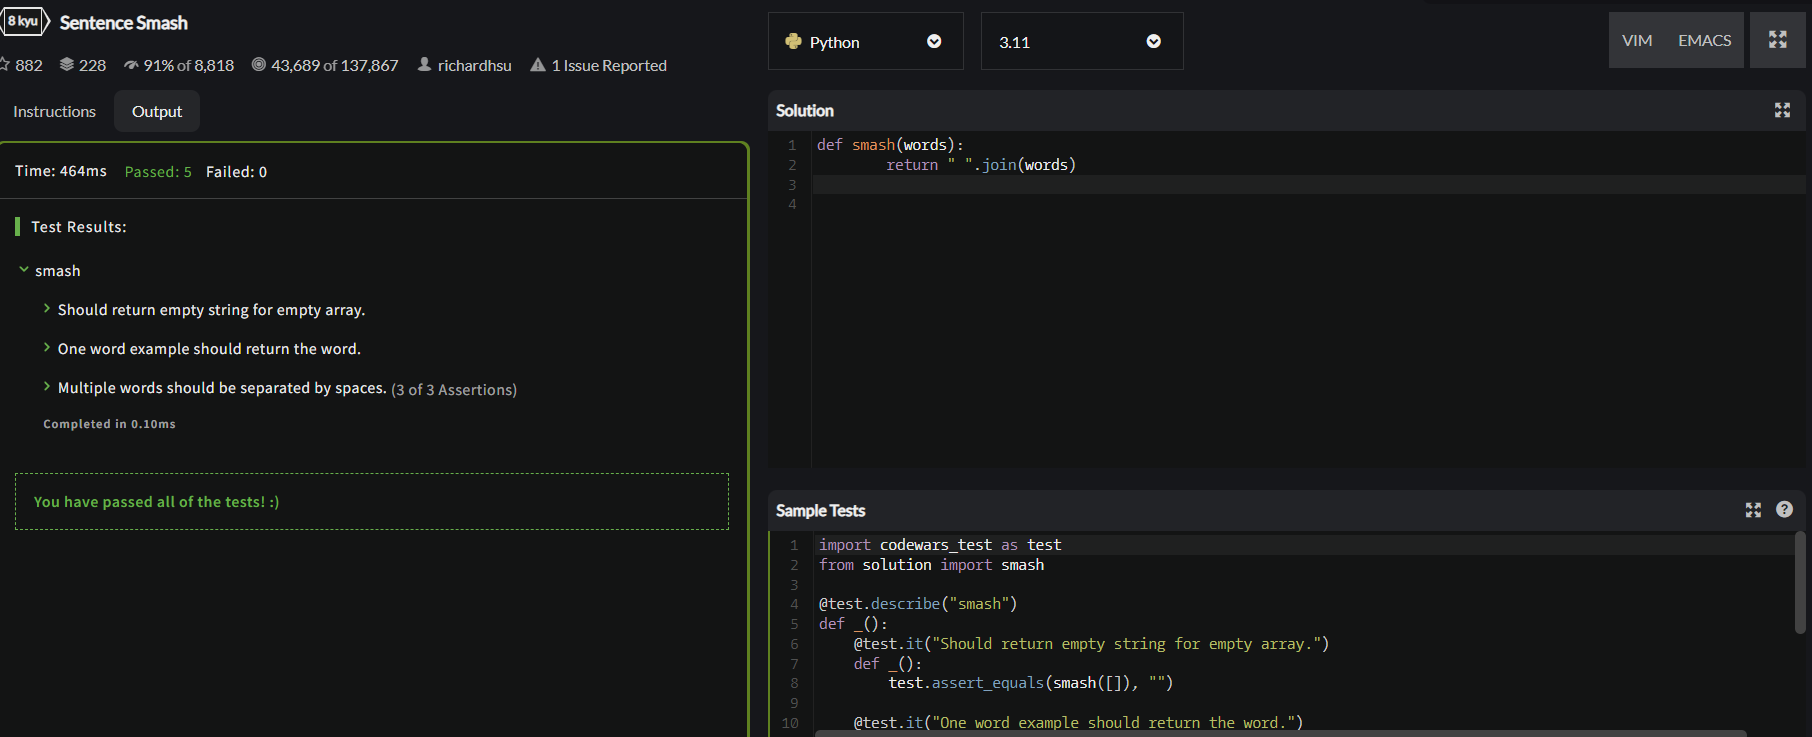 8 kyu Sentence Smash
882 228 91% of 8,818 43,689 of 137,867 richardhsu 1 Issue Reported
Instructions Output
Time: 464ms Passed: 5 Failed: 0
Test Results:
smash
Should return empty string for empty array.
One word example should return the word.
Multiple words should be separated by spaces. (3 of 3 Assertions)
Completed in 0.10ms
You have passed all of the tests! :)
Python 3.11 VIM EMACS
Solution
1 def smash(words):
2 return " ".join(words)
3
4
Sample Tests ?
1 import codewars_test as test
2 from solution import smash
3
4 @test.describe("smash")
5 def _():
6 @test.it("Should return empty string for empty array.")
7 def _():
8 test.assert_equals(smash([]), "")
9
10 @test.it("One word example should return the word.")